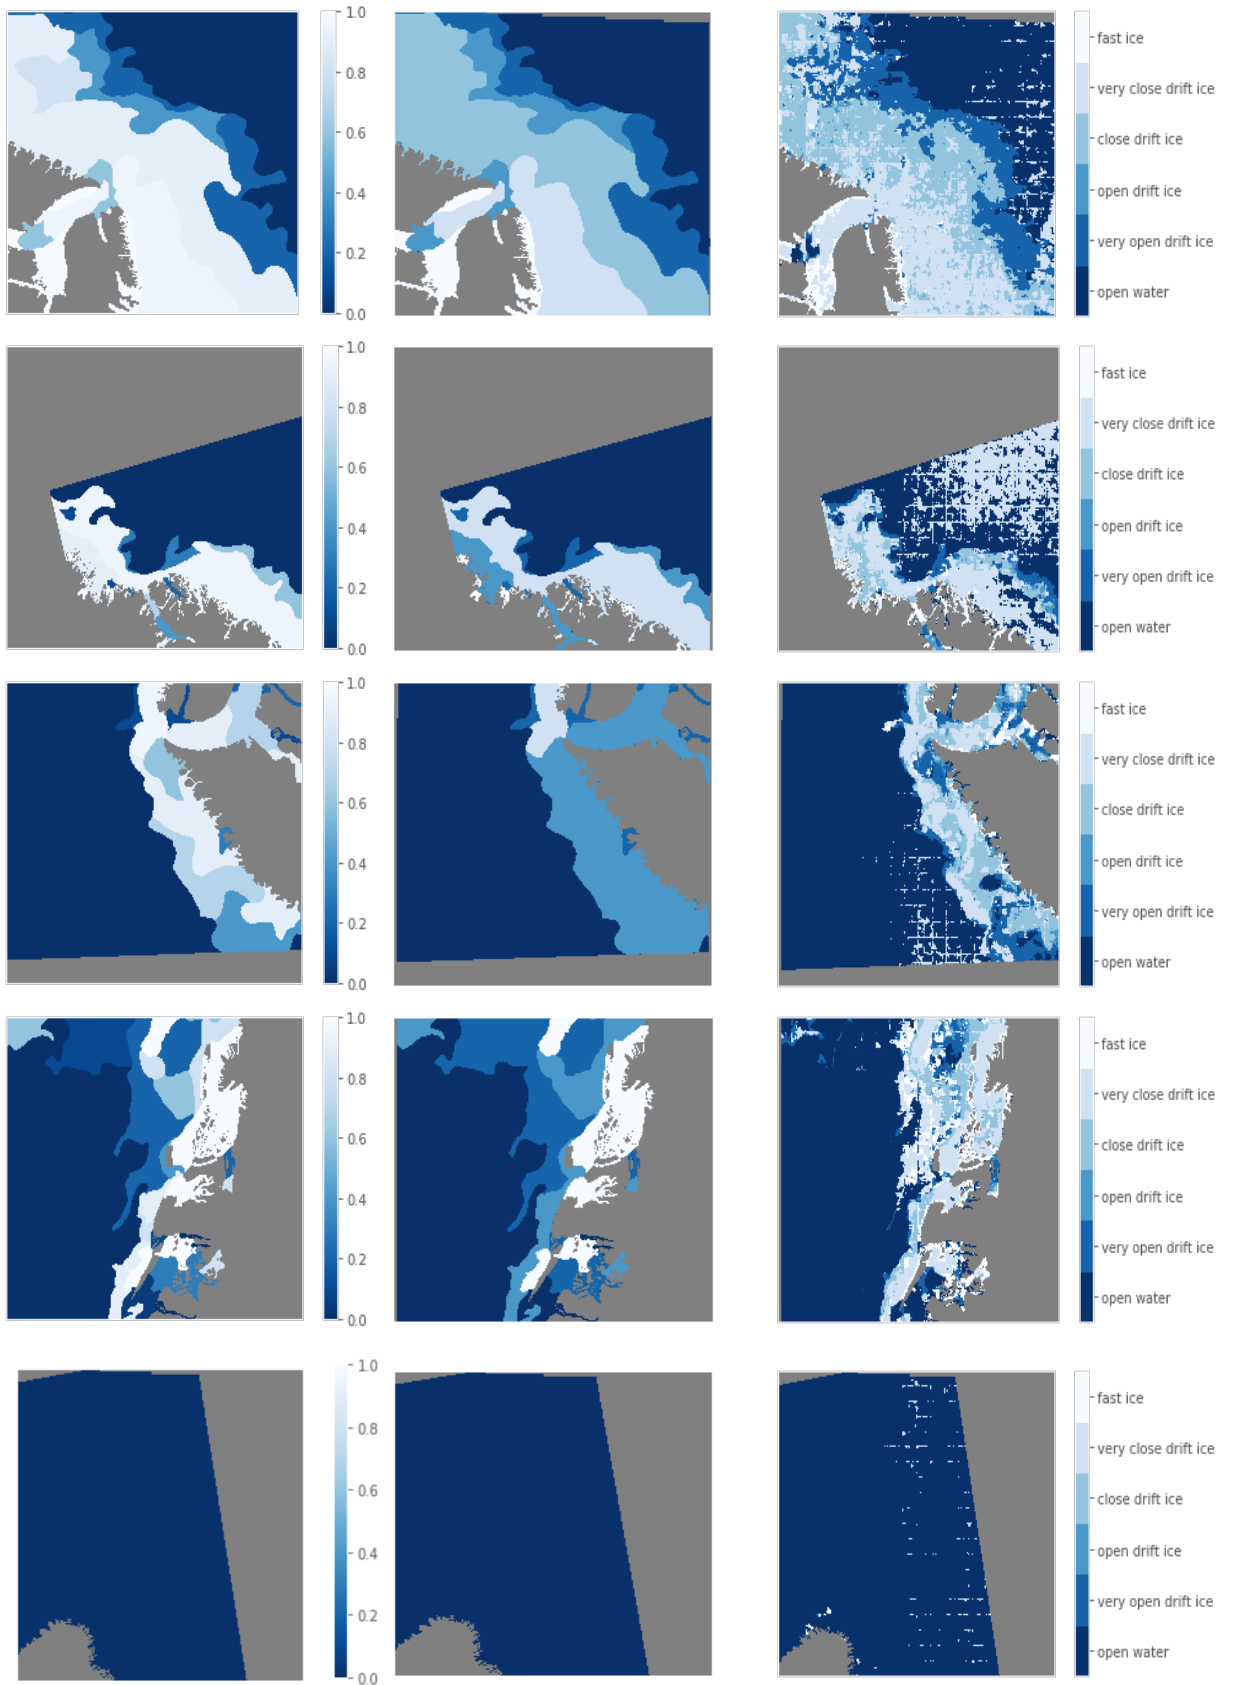 1.0
0.8
0.6
0.4
0.2
0.0
fast ice
very close drift ice
close drift ice
open drift ice
very open drift ice
open water
1.0
0.8
0.6
0.4
0.2
0.0
fast ice
very close drift ice
close drift ice
open drift ice
very open drift ice
open water
1.0
0.8
0.6
0.4
0.2
0.0
fast ice
very close drift ice
close drift ice
open drift ice
very open drift ice
open water
1.0
0.8
0.6
0.4
0.2
0.0
fast ice
very close drift ice
close drift ice
open drift ice
very open drift ice
open water
1.0
0.8
0.6
0.4
0.2
0.0
fast ice
very close drift ice
close drift ice
open drift ice
very open drift ice
open water